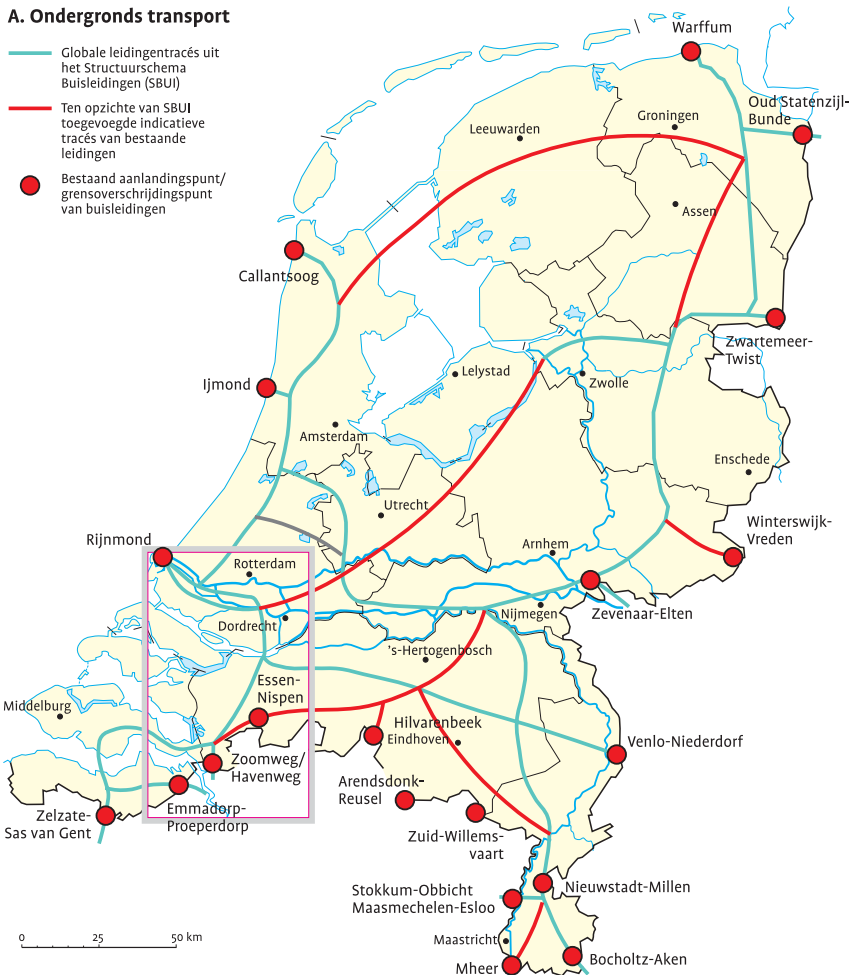 A. Ondergronds transport
Globale leidingentracés uit
het Structuurschema
Buisleidingen (SBUI)
Ten opzichte van SBUI
toegevoegde indicatieve
tracés van bestaande
leidingen
Bestaand aanlandingspunt/
grensoverschrijdingspunt
van buisleidingen
Warffum
Oud Statenzijl-
Bunde
Groningen
Leeuwarden
Assen
Callantsoog
Zwartemeer-
Twist
Lelystad
Zwolle
Ijmond
Amsterdam
Enschede
Utrecht
Winterswijk-
Vreden
Rijnmond
Arnhem
Rotterdam
Zevenaar-Elten
Nijmegen
Dordrecht
's-Hertogenbosch
Essen-
Nispen
Middelburg
Hilvarenbeek
Eindhoven
Venlo-Niederdorf
Zoomweg/
Havenweg
Arendsdonk-
Reusel
Emmadorp-
Proeperdorp
Zelzate-
Sas van Gent
Zuid-Willems-
vaart
Nieuwstadt-Millen
Stokkum-Obbicht
Maasmechelen-Esloo
Maastricht
Bocholtz-Aken
Mheer
0 25 50 km